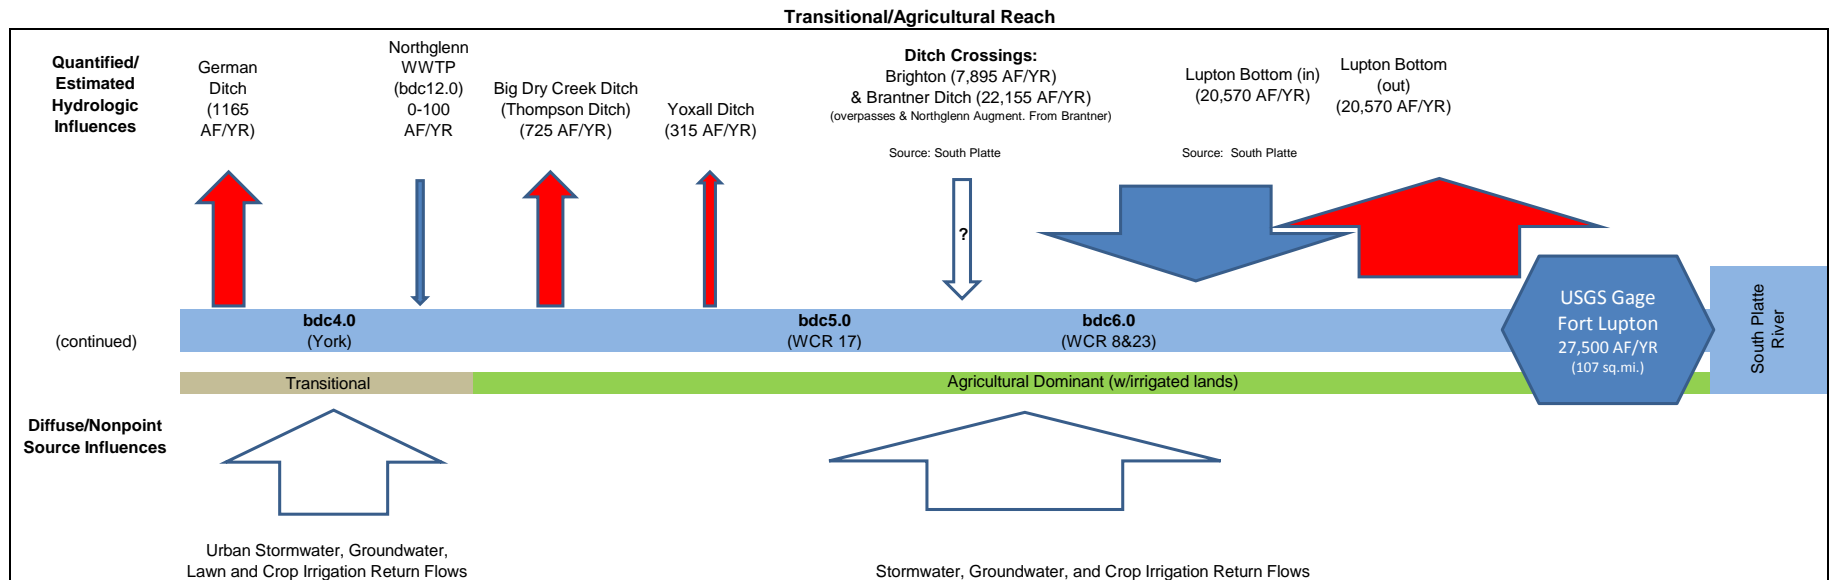 Transitional/Agricultural Reach
Quantified/
Estimated
Hydrologic
Influences
German
Ditch
(1165
AF/YR)
Northglenn
WWTP
(bdc12.0)
0-100
AF/YR
Big Dry Creek Ditch
(Thompson Ditch)
(725 AF/YR)
Yoxall Ditch
(315 AF/YR)
Ditch Crossings:
Brighton (7,895 AF/YR)
& Brantner Ditch (22,155 AF/YR)
(overpasses & Northglenn Augment. From Brantner)
Source: South Platte
Lupton Bottom (in)
(20,570 AF/YR)
Source: South Platte
Lupton Bottom
(out)
(20,570 AF/YR)
?
(continued)
bdc4.0
(York)
bdc5.0
(WCR 17)
bdc6.0
(WCR 8&23)
USGS Gage
Fort Lupton
27,500 AF/YR
(107 sq.mi.)
South Platte
River
Transitional
Agricultural Dominant (w/irrigated lands)
Diffuse/Nonpoint
Source Influences
Urban Stormwater, Groundwater,
Lawn and Crop Irrigation Return Flows
Stormwater, Groundwater, and Crop Irrigation Return Flows